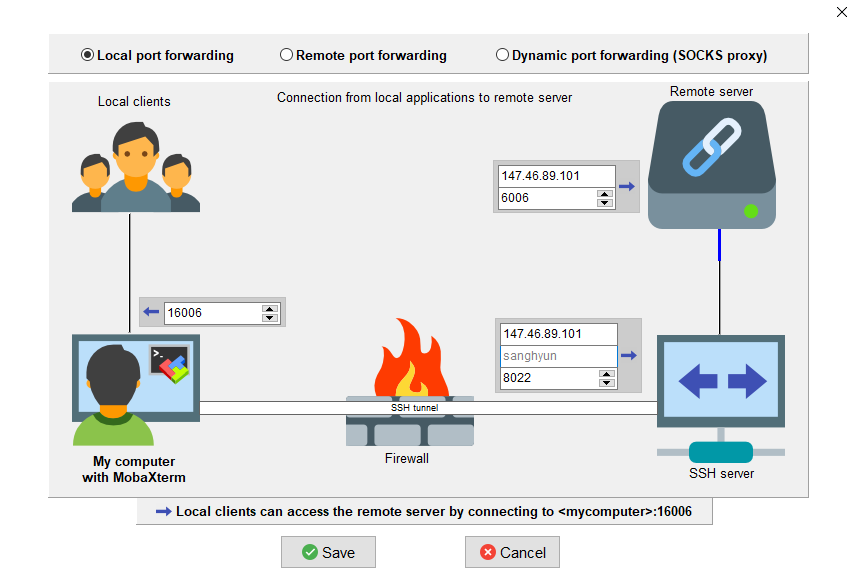 Local port forwarding
Remote port forwarding
Dynamic port forwarding (SOCKS proxy)
Local clients
Connection from local applications to remote server
Remote server
147.46.89.101
6006
16006
147.46.89.101
sanghyun
8022
>_
SSH tunnel
Firewall
My computer
with MobaXterm
SSH server
Local clients can access the remote server by connecting to <mycomputer>:16006
Save
Cancel